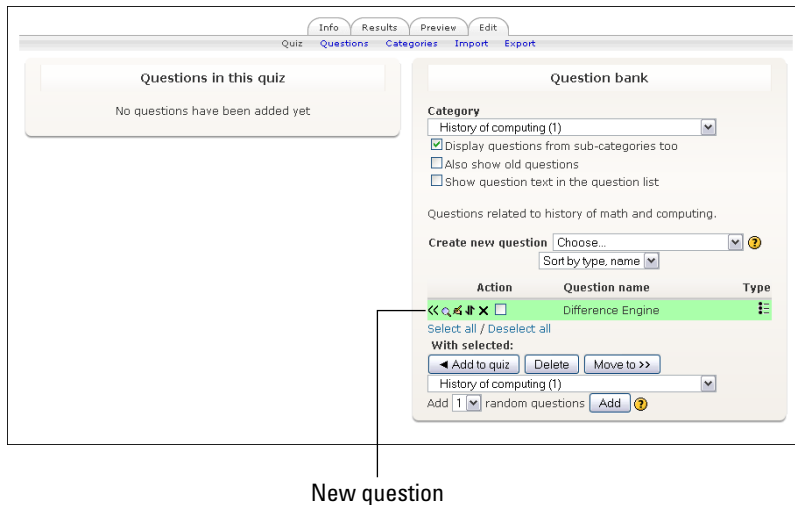 Info Results Preview Edit
Quiz Questions Categories Import Export
Questions in this quiz
No questions have been added yet
Question bank
Category
History of computing (1)
Display questions from sub-categories too
Also show old questions
Show question text in the question list
Questions related to history of math and computing.
Create new question Choose... ?
Sort by type, name
Action Question name Type
Difference Engine
Select all / Deselect all
With selected:
◄ Add to quiz Delete Move to >>
History of computing (1)
Add 1 random questions Add ?
New question